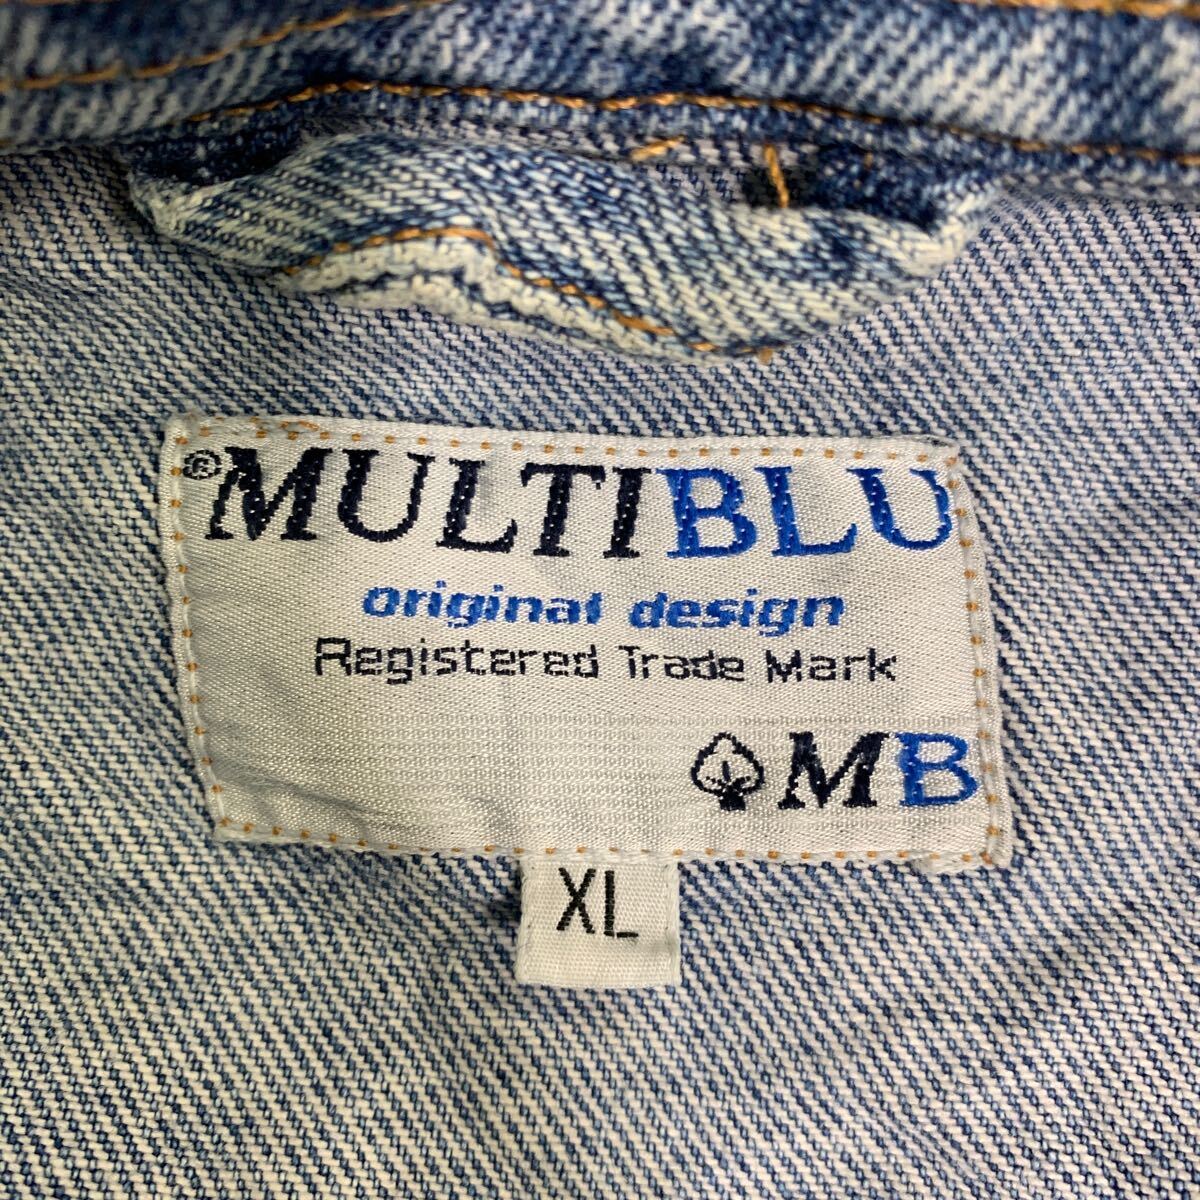 ®MULTIBLU
original design
Registered Trade Mark
MB
XL